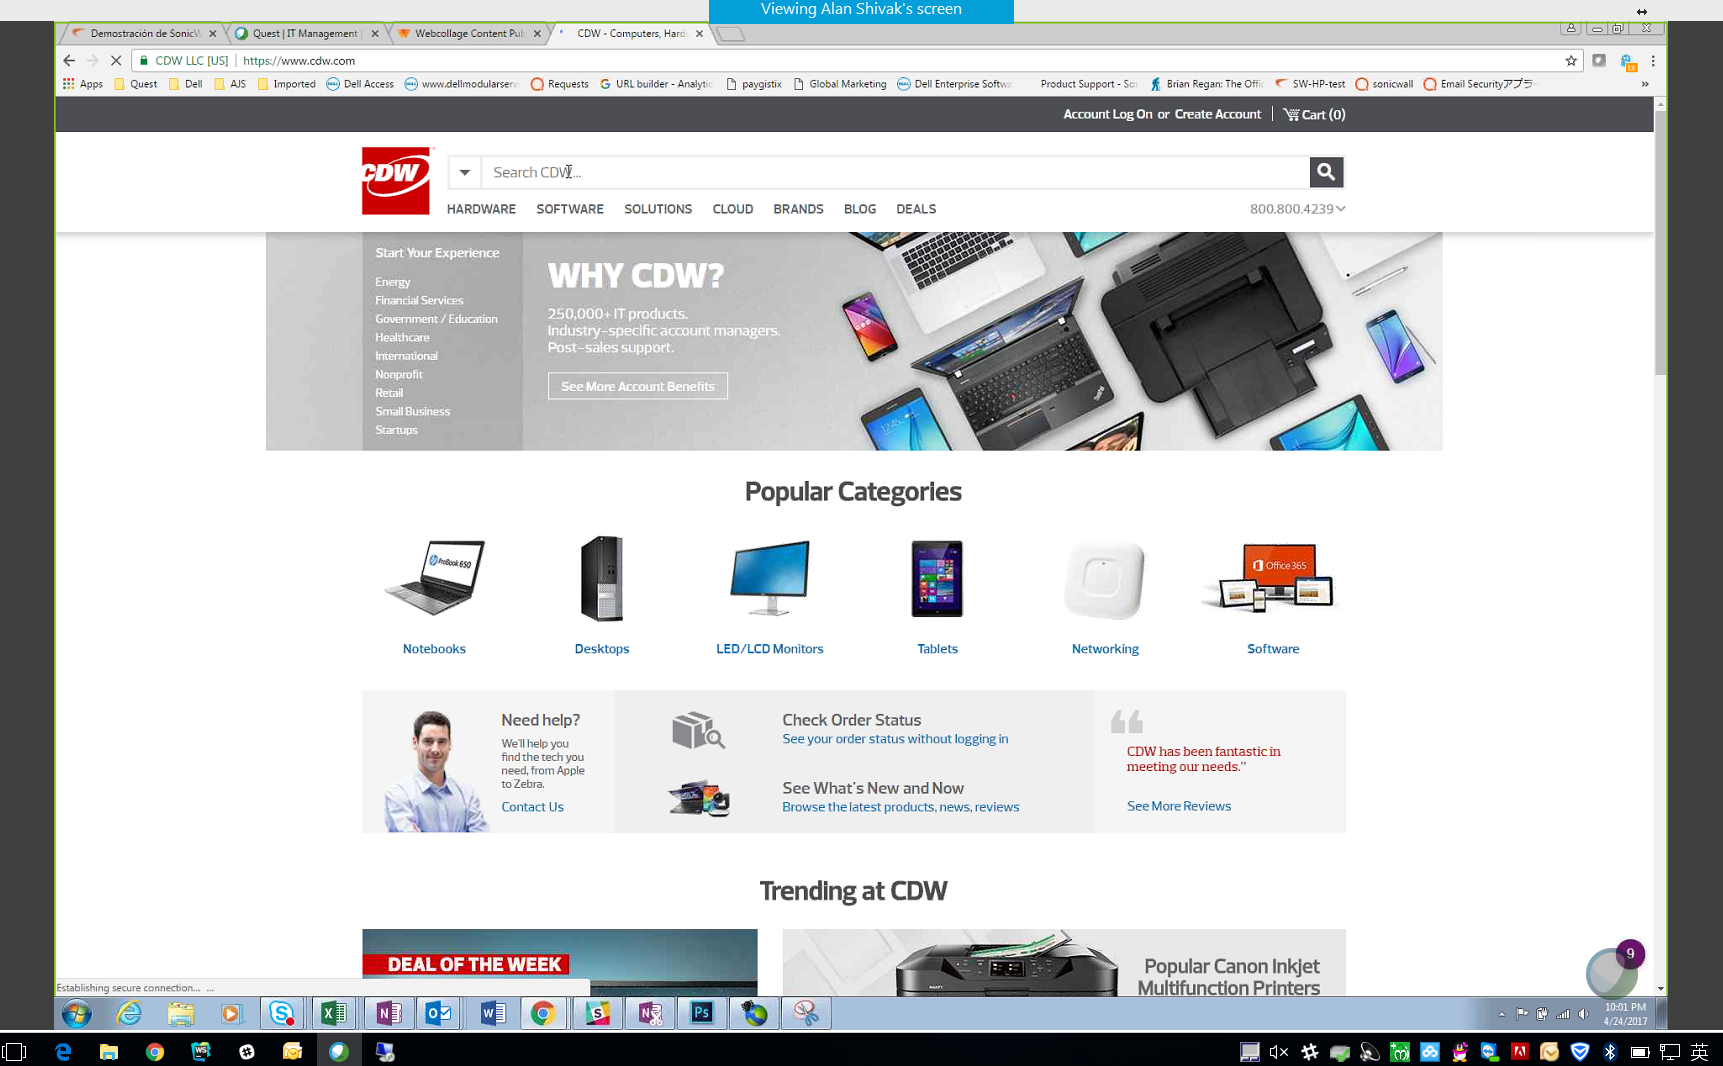 Viewing Alan Shivak's screen
Demostración de SonicW
Quest | IT Management
Webcollage Content Pub
CDW - Computers, Hard
CDW LLC [US] https://www.cdw.com
Apps Quest Dell AJS Imported Dell Access www.dellmodularserv Requests URL builder - Analytic paygistix Global Marketing Dell Enterprise Softw Product Support - So Brian Regan: The Offi SW-HP-test sonicwall Email Securityアプラ »
Account Log On or Create Account Cart (0)
CDW
Search CDW...
HARDWARE SOFTWARE SOLUTIONS CLOUD BRANDS BLOG DEALS 800.800.4239
Start Your Experience
Energy
Financial Services
Government / Education
Healthcare
International
Nonprofit
Retail
Small Business
Startups
WHY CDW?
250,000+ IT products.
Industry-specific account managers.
Post-sales support.
See More Account Benefits
Popular Categories
ProBook 650
Office 365
Notebooks Desktops LED/LCD Monitors Tablets Networking Software
Need help?
We'll help you
find the tech you
need, from Apple
to Zebra.
Contact Us
Check Order Status
See your order status without logging in
See What's New and Now
Browse the latest products, news, reviews
CDW has been fantastic in
meeting our needs."
See More Reviews
Trending at CDW
DEAL OF THE WEEK
Popular Canon Inkjet
Multifunction Printers
9
Establishing secure connection... ...
10:01 PM
4/24/2017
英